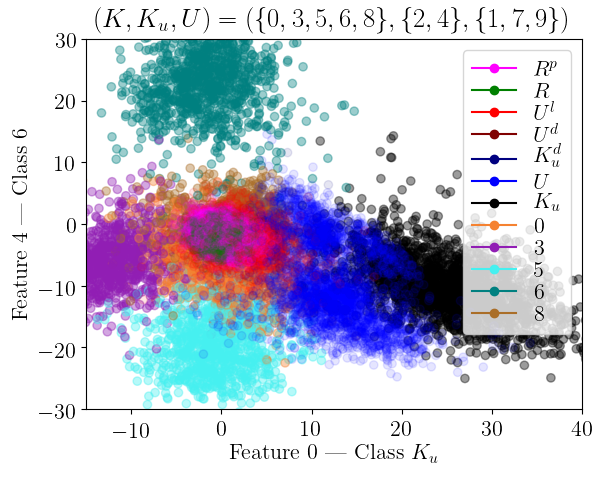 (K, K_u, U) = ({0, 3, 5, 6, 8}, {2, 4}, {1, 7, 9})
30
20
10
0
−10
−20
−30
Feature 4 — Class 6
R^p
R
U^l
U^d
K_u^d
U
K_u
0
3
5
6
8
−10
0
10
20
30
40
Feature 0 — Class K_u